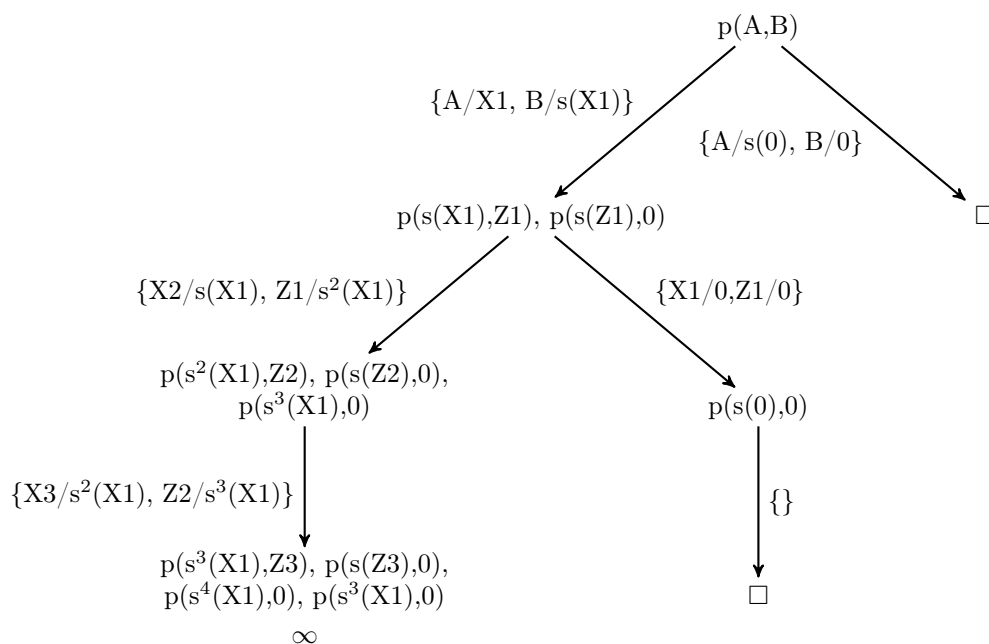 p(A,B)
{A/X1, B/s(X1)}
{A/s(0), B/0}
p(s(X1),Z1), p(s(Z1),0)
□
{X2/s(X1), Z1/s²(X1)}
{X1/0,Z1/0}
p(s²(X1),Z2), p(s(Z2),0),
p(s³(X1),0)
p(s(0),0)
{X3/s²(X1), Z2/s³(X1)}
{}
p(s³(X1),Z3), p(s(Z3),0),
p(s⁴(X1),0), p(s³(X1),0)
□
∞